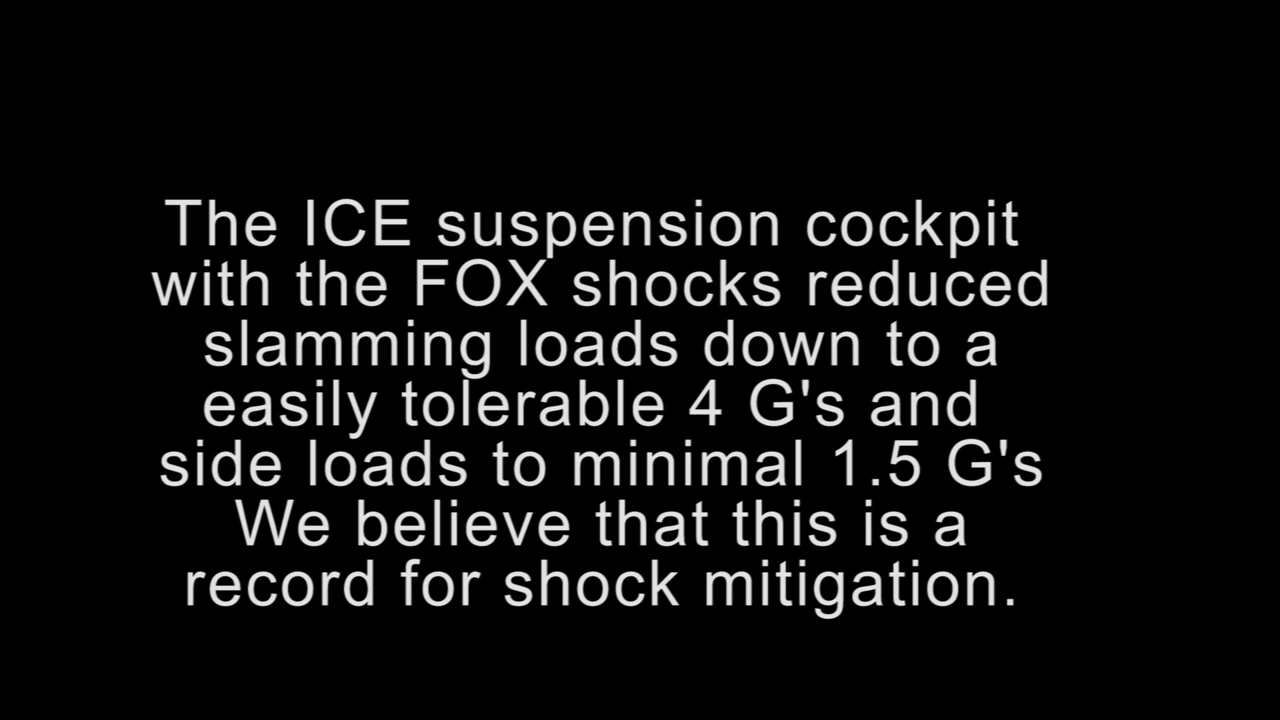 The ICE suspension cockpit
with the FOX shocks reduced
slamming loads down to a
easily tolerable 4 G's and
side loads to minimal 1.5 G's
We believe that this is a
record for shock mitigation.